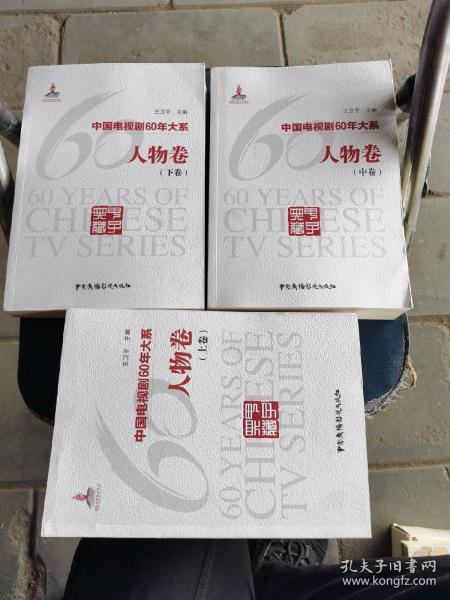 王卫平 主编
中国电视剧60年大系
人物卷
(下卷)
60 YEARS OF
CHINESE
TV SERIES
中国广播影视出版社
王卫平 主编
中国电视剧60年大系
人物卷
(中卷)
60 YEARS OF
CHINESE
TV SERIES
中国广播影视出版社
王卫平 主编
中国电视剧60年大系
人物卷
(上卷)
60 YEARS OF
CHINESE
TV SERIES
中国广播影视出版社
孔夫子旧书网
www.kongfz.com